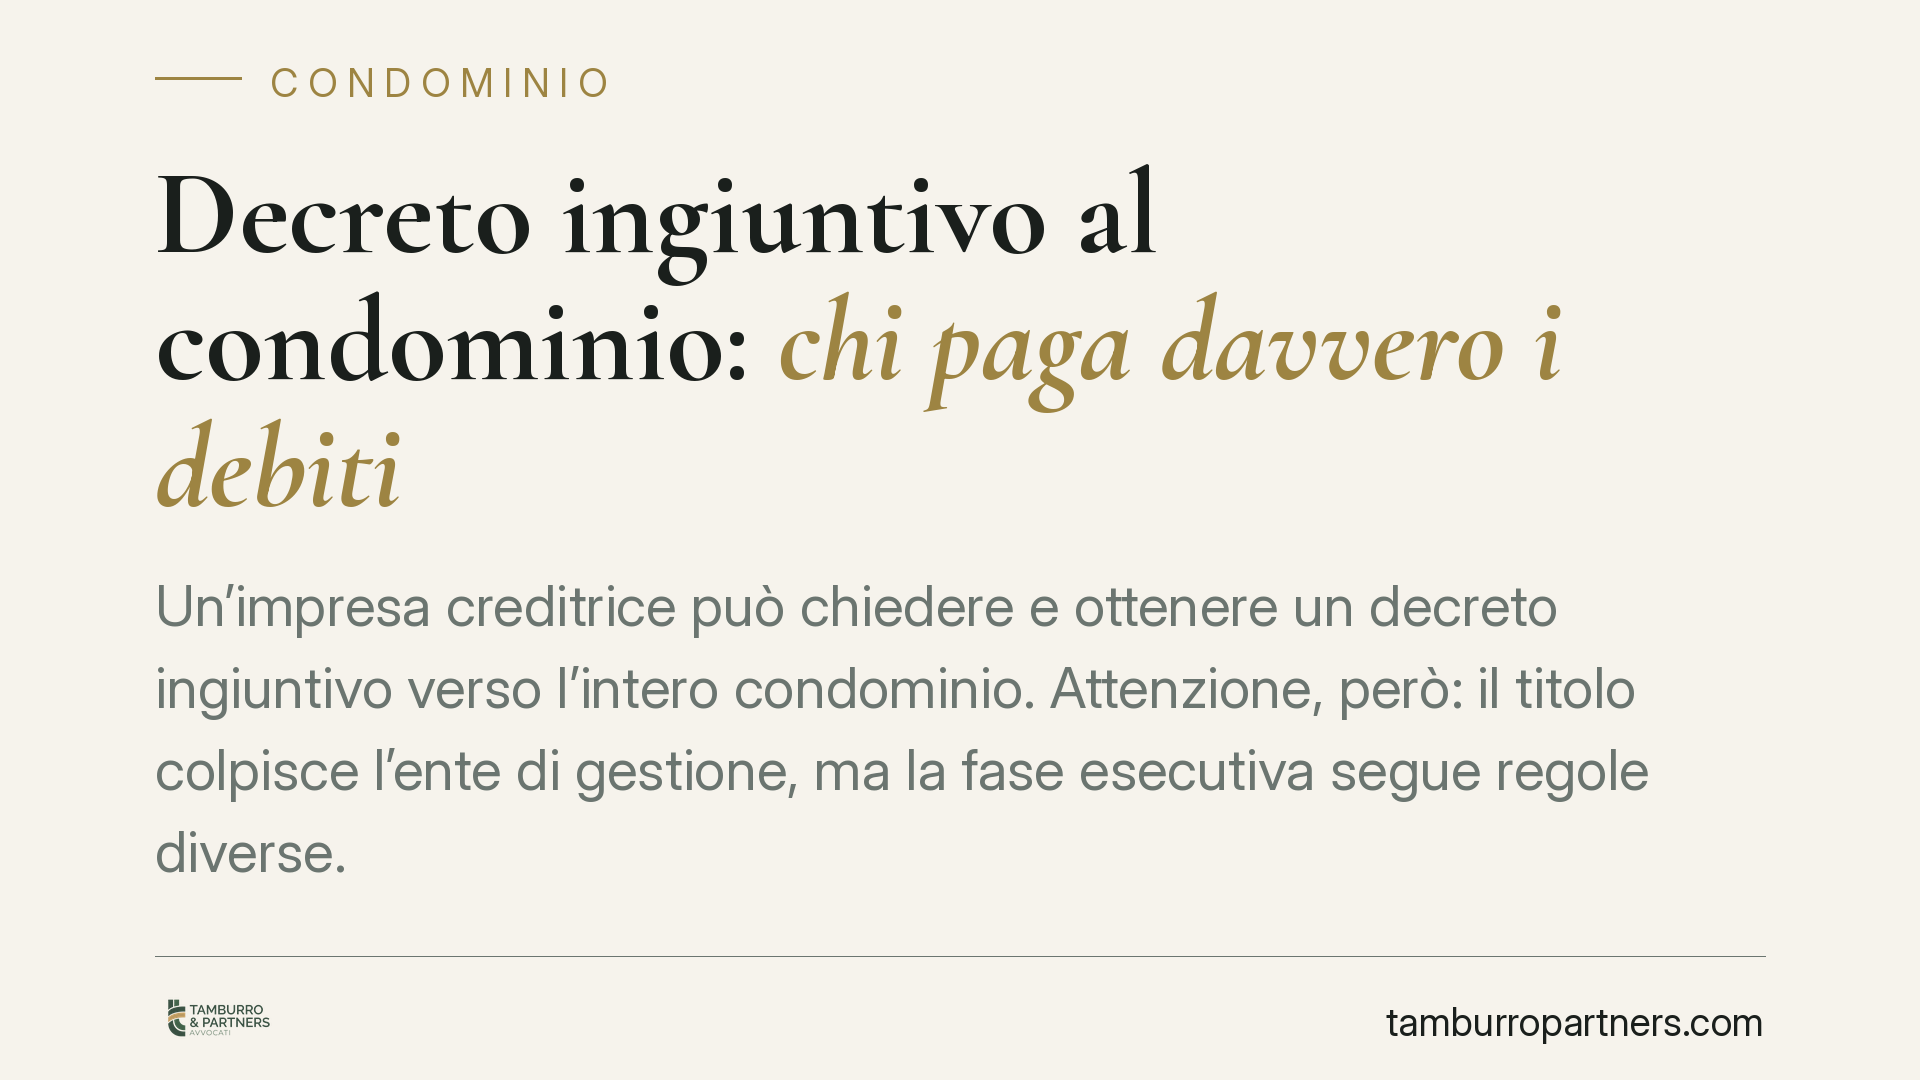 CONDOMINIO
Decreto ingiuntivo al
condominio: chi paga davvero i
debiti
Un’impresa creditrice può chiedere e ottenere un decreto
ingiuntivo verso l’intero condominio. Attenzione, però: il titolo
colpisce l’ente di gestione, ma la fase esecutiva segue regole
diverse.
TAMBURRO
& PARTNERS
AVVOCATI
tamburropartners.com